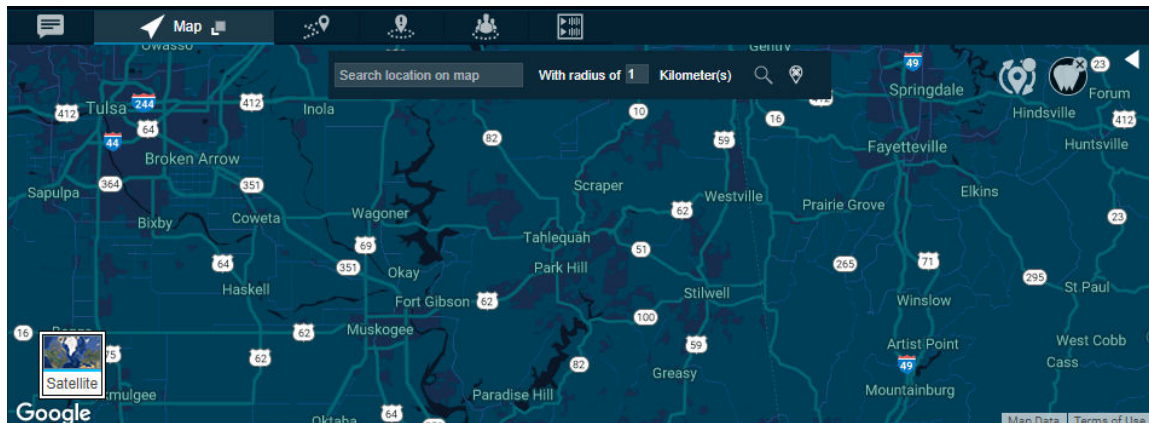 Map
Owasso
Gentry
Search location on map
With radius of 1 Kilometer(s)
49
23
Springdale
Forum
412
Tulsa
244
412
Inola
412
10
16
Hindsville
412
64
44
82
59
Fayetteville
Huntsville
Broken Arrow
364
351
Scraper
Sapulpa
Westville
Elkins
Bixby
Coweta
Wagoner
62
Prairie Grove
23
69
Tahlequah
51
64
351
Okay
Park Hill
265
71
295
Haskell
Fort Gibson
62
Stilwell
Winslow
St Paul
100
16
62
Muskogee
59
Artist Point
West Cobb
75
62
82
Greasy
49
Cass
Satellite
Paradise Hill
Mountainburg
Google
Oktaha
64
Map Data
Terms of Use